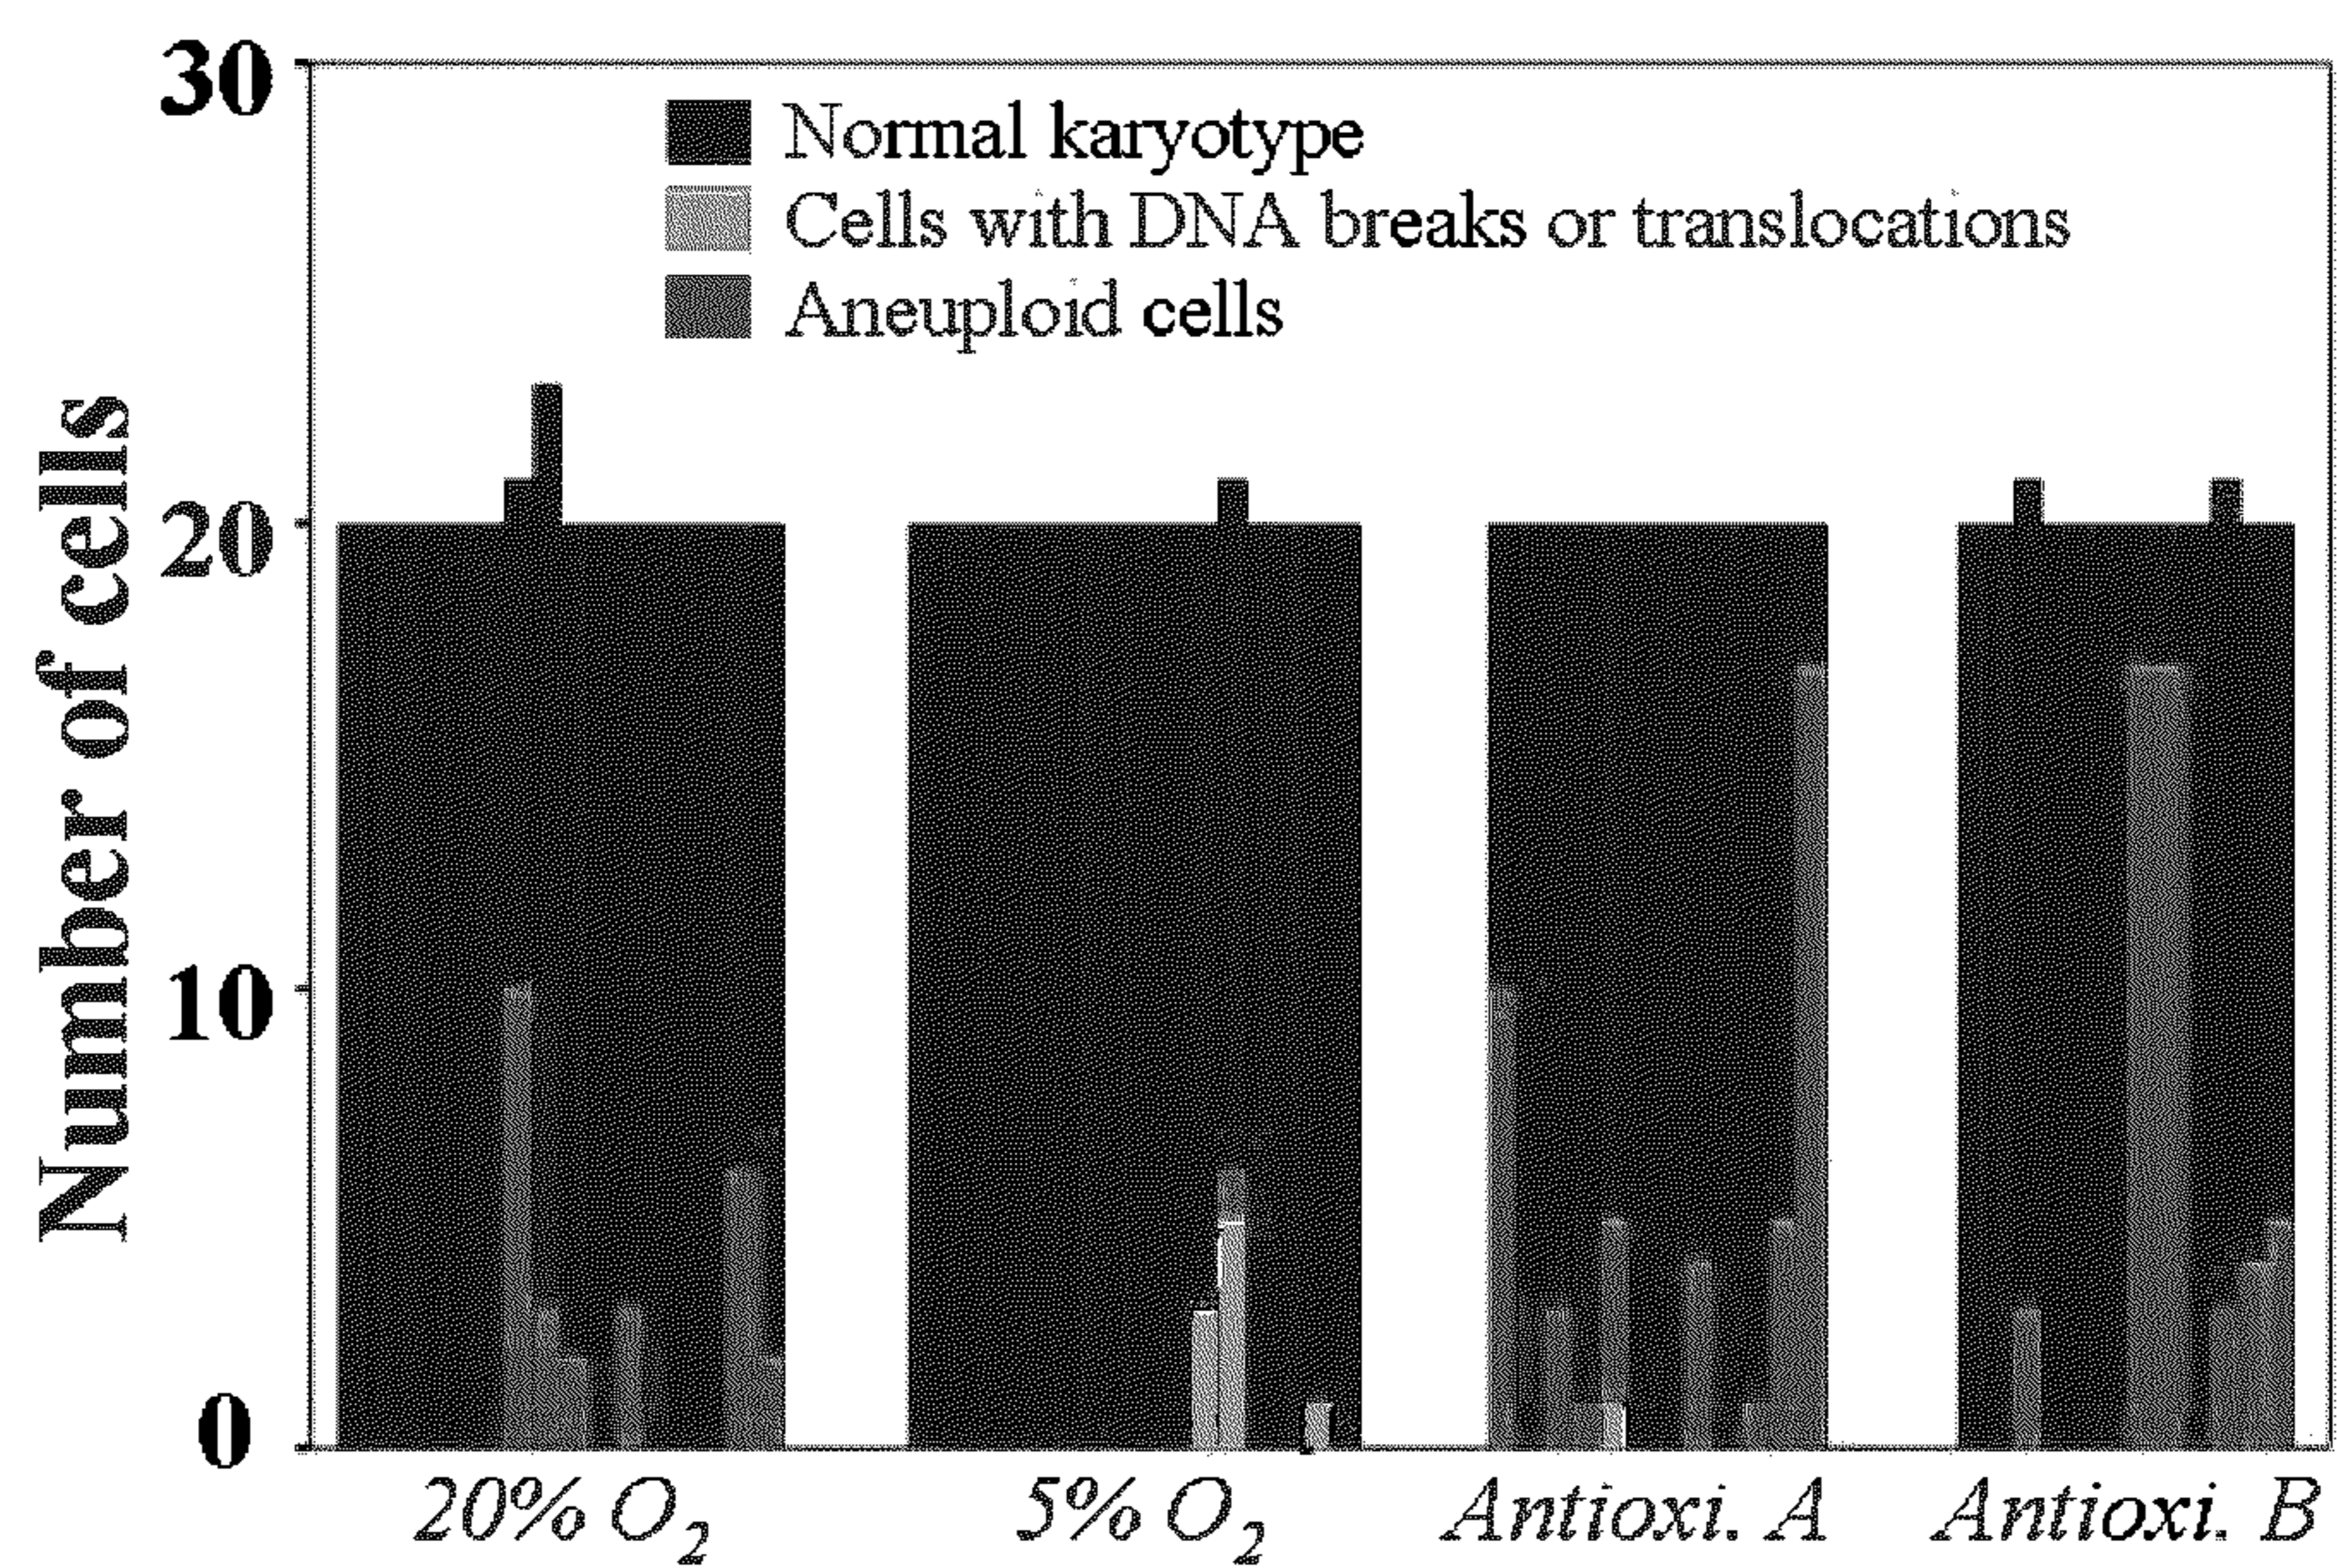 Number of cells
30
20
10
0
Normal karyotype
Cells with DNA breaks or translocations
Aneuploid cells
20% O₂
5% O₂
Antioxi. A
Antioxi. B